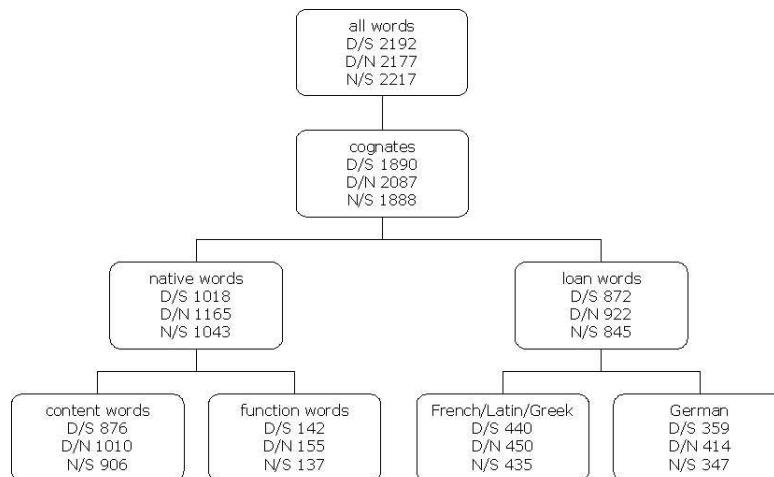 all words
D/S 2192
D/N 2177
N/S 2217
cognates
D/S 1890
D/N 2087
N/S 1888
native words
D/S 1018
D/N 1165
N/S 1043
loan words
D/S 872
D/N 922
N/S 845
content words
D/S 876
D/N 1010
N/S 906
function words
D/S 142
D/N 155
N/S 137
French/Latin/Greek
D/S 440
D/N 450
N/S 435
German
D/S 359
D/N 414
N/S 347